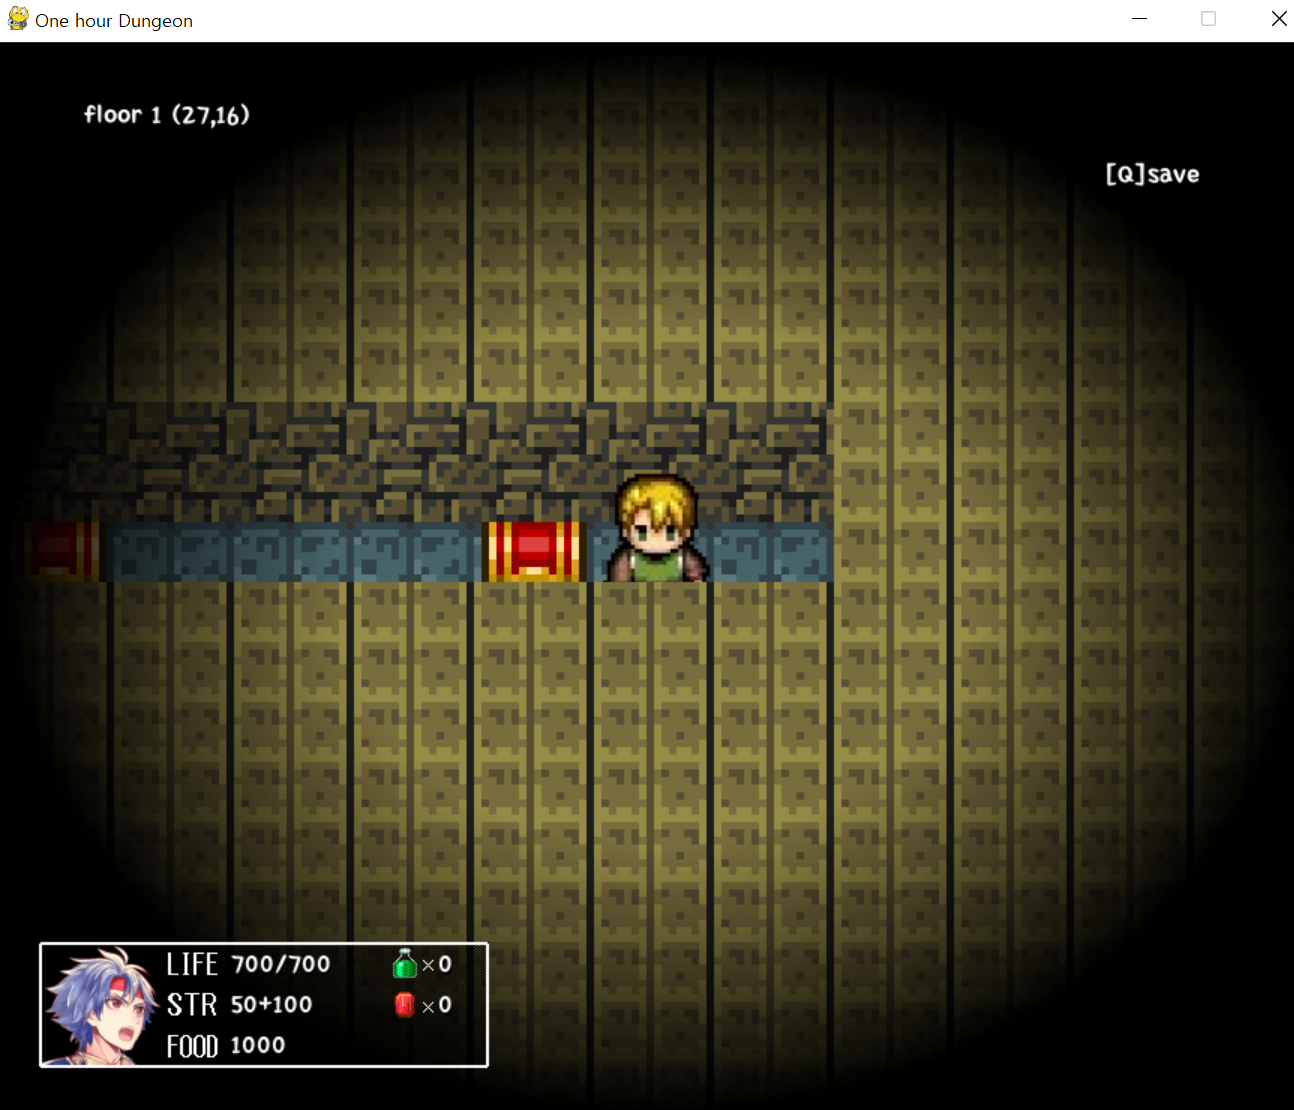 One hour Dungeon
floor 1 (27,16)
[Q]save
LIFE 700/700 ×0
STR 50+100 ×0
FOOD 1000